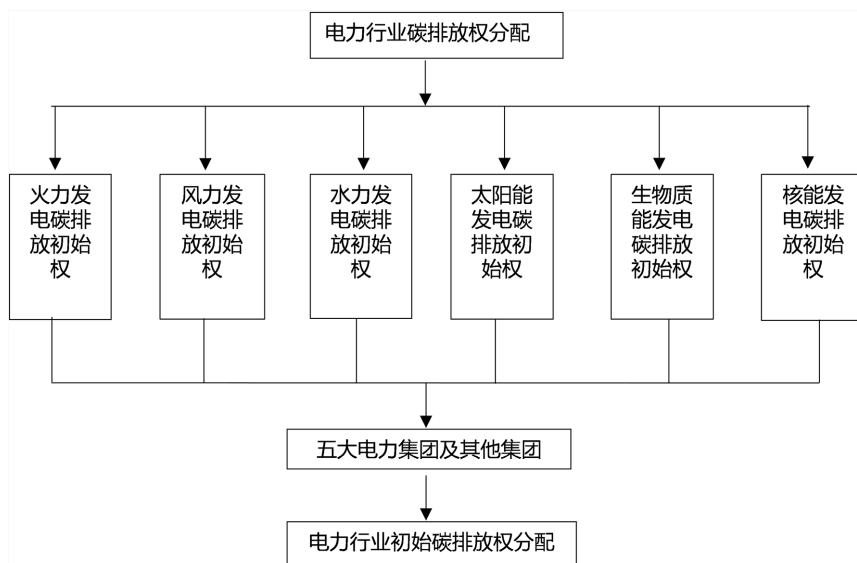 电力行业碳排放权分配
火力发
电碳排
放初始
权
风力发
电碳排
放初始
权
水力发
电碳排
放初始
权
太阳能
发电碳
排放初
始权
生物质
能发电
碳排放
初始权
核能发
电碳排
放初始
权
五大电力集团及其他集团
电力行业初始碳排放权分配